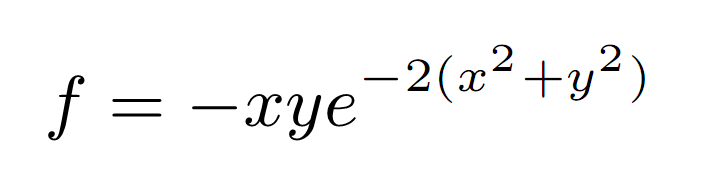 f = −xye^{−2(x^2+y^2)}